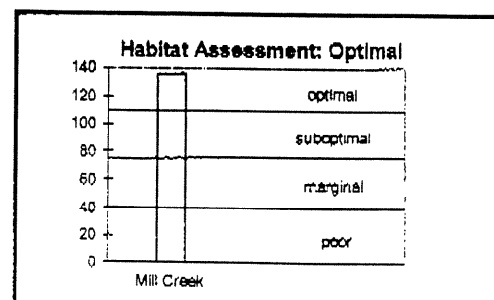 Habitat Assessment: Optimal
140
120
100
80
60
40
20
0
optimal
suboptimal
marginal
poor
Mill Creek